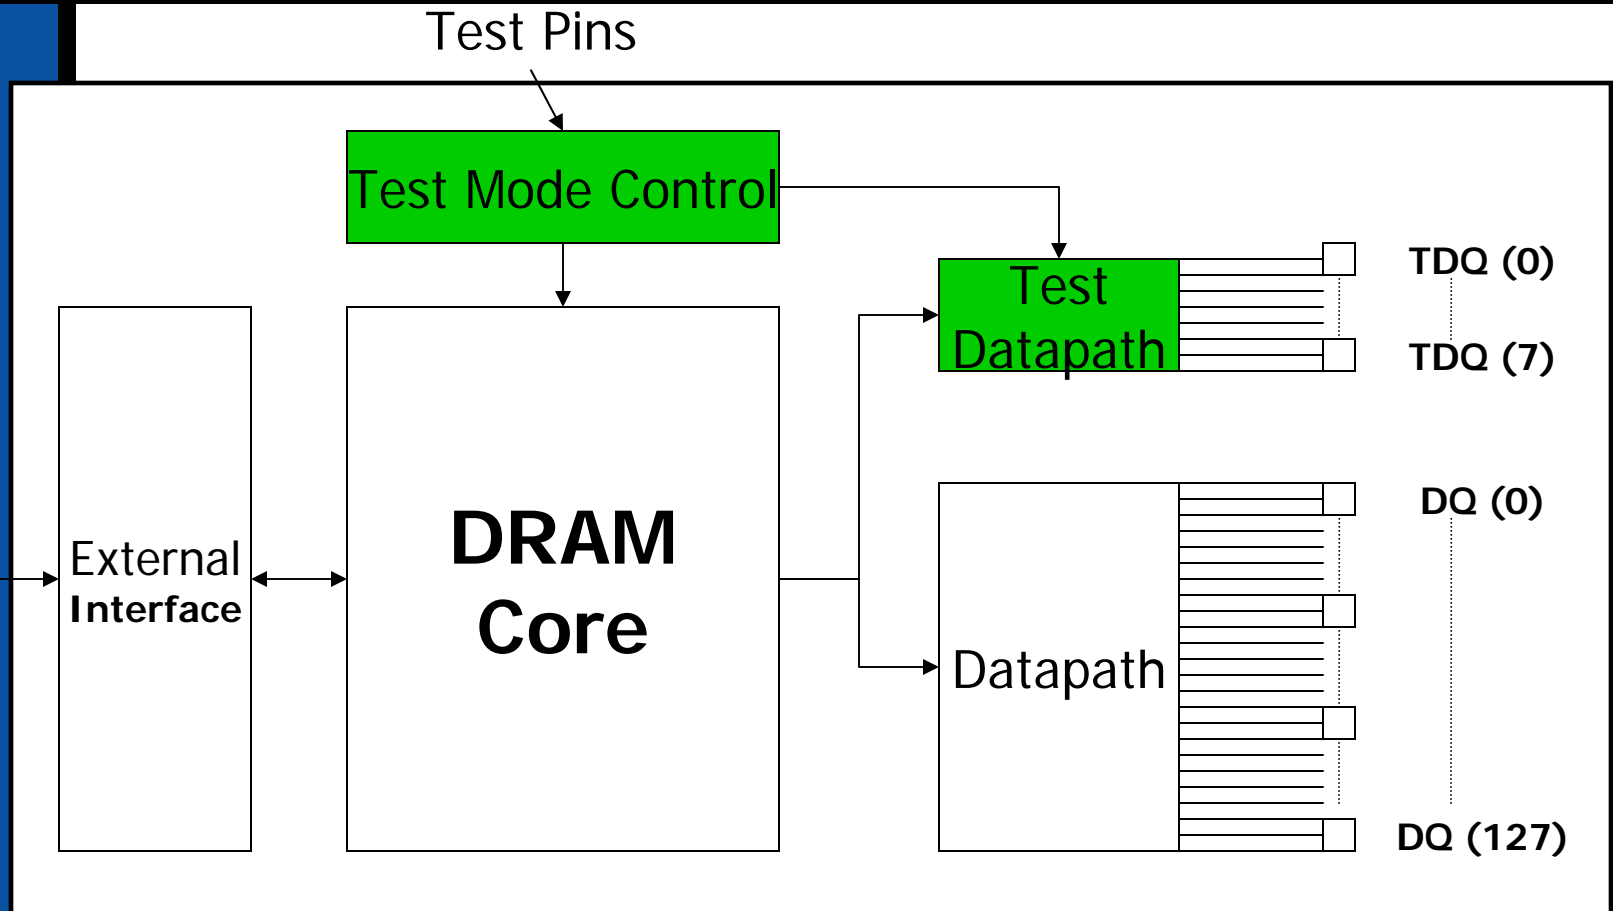 Test Pins
Test Mode Control
Test
Datapath
TDQ (0)
TDQ (7)
External
Interface
DRAM
Core
Datapath
DQ (0)
DQ (127)